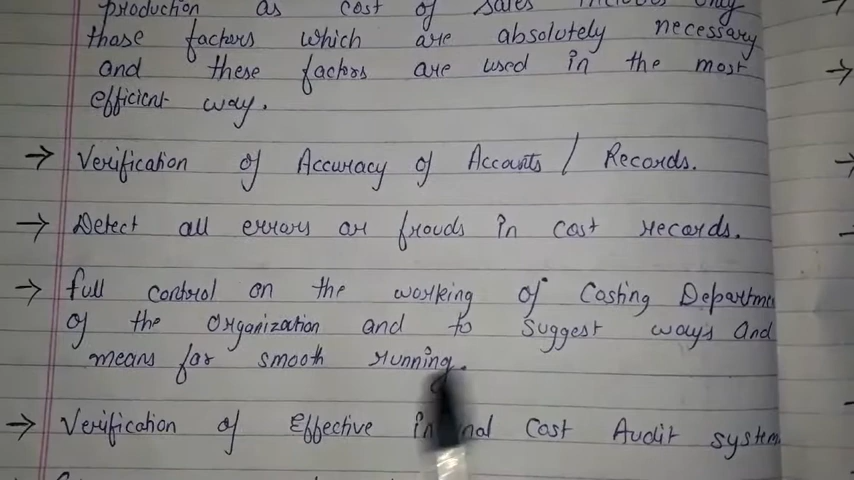 production as cost of sales includes only
those factors which are absolutely necessary
and these factors are used in the most
efficient way.
→ Verification of Accuracy of Accounts / Records.
→ Detect all errors or frauds in cost records.
→ full control on the working of Costing
of the Organization and to suggest ways and
means for smooth running.
→ Verification of Effective Cost Audit system